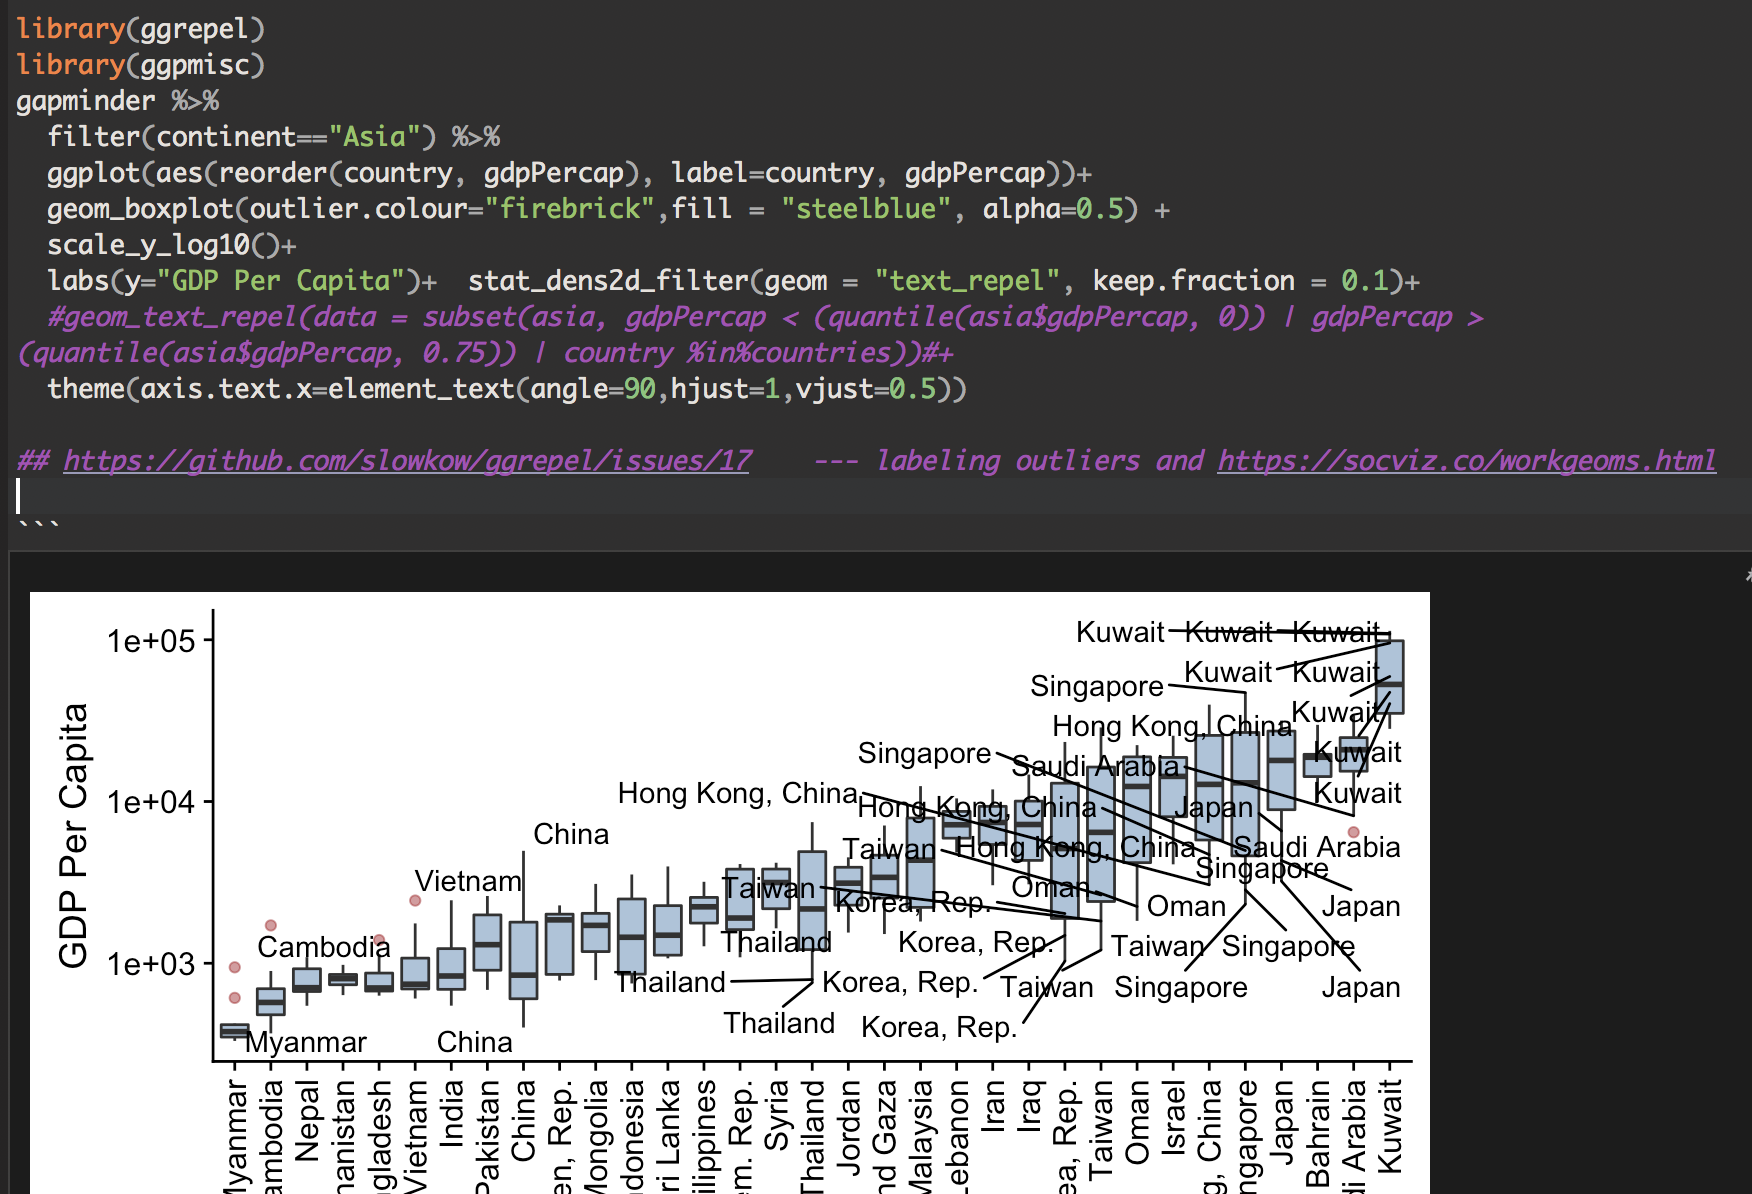 library(ggrepel)
library(ggpmisc)
gapminder %>%
filter(continent=="Asia") %>%
ggplot(aes(reorder(country, gdpPercap), label=country, gdpPercap))+
geom_boxplot(outlier.colour="firebrick",fill = "steelblue", alpha=0.5) +
scale_y_log10()+
labs(y="GDP Per Capita")+  stat_dens2d_filter(geom = "text_repel", keep.fraction = 0.1)+
#geom_text_repel(data = subset(asia, gdpPercap < (quantile(asia$gdpPercap, 0)) | gdpPercap >
(quantile(asia$gdpPercap, 0.75)) | country %in%countries))#+
theme(axis.text.x=element_text(angle=90,hjust=1,vjust=0.5))
## https://github.com/slowkow/ggrepel/issues/17    --- labeling outliers and https://socviz.co/workgeoms.html
```
GDP Per Capita
1e+05
1e+04
1e+03
Kuwait Kuwait Kuwait
Kuwait Kuwait
Singapore
Kuwait
Hong Kong, China
Singapore
Kuwait
Saudi Arabia
Hong Kong, China
Kuwait
Hong Kong, China
Japan
China
Taiwan
Hong Kong, China
Saudi Arabia
Singapore
Vietnam
Taiwan
Oman
Korea, Rep.
Oman
Japan
Cambodia
Thailand
Korea, Rep.
Taiwan
Singapore
Thailand
Korea, Rep.
Taiwan
Singapore
Japan
Thailand
Korea, Rep.
Myanmar
China
Myanmar
ambodia
Nepal
hanistan
ngladesh
Vietnam
India
Pakistan
China
en, Rep.
Mongolia
ndonesia
ri Lanka
ilippines
em. Rep.
Syria
Thailand
Jordan
nd Gaza
Malaysia
Lebanon
Iran
Iraq
ea, Rep.
Taiwan
Oman
Israel
g, China
ngapore
Japan
Bahrain
di Arabia
Kuwait